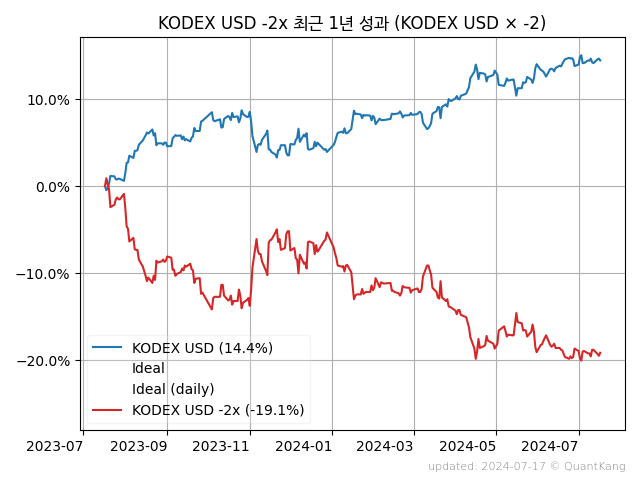 KODEX USD -2x 최근 1년 성과 (KODEX USD × -2)
10.0%
0.0%
−10.0%
−20.0%
KODEX USD (14.4%)
Ideal
Ideal (daily)
KODEX USD -2x (-19.1%)
2023-07 2023-09 2023-11 2024-01 2024-03 2024-05 2024-07
updated: 2024-07-17 © QuantKang